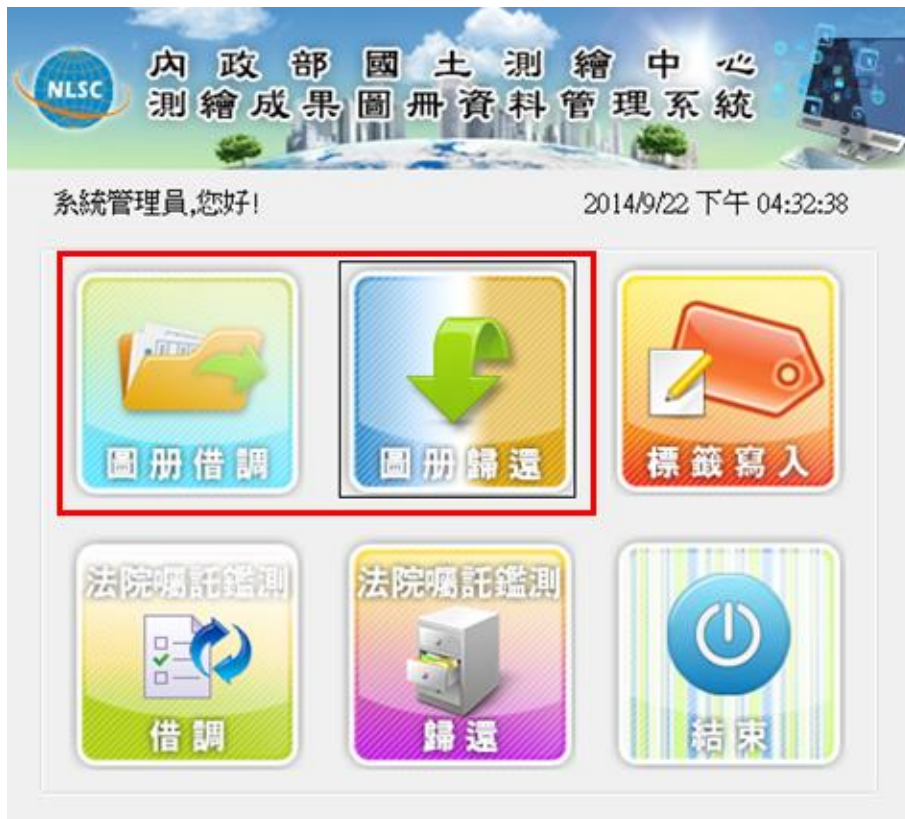 NLSC
內政部國土測繪中心
測繪成果圖冊資料管理系統
系統管理員,您好!
2014/9/22 下午 04:32:38
圖冊借調
圖冊歸還
標籤寫入
法院囑託鑑測
借調
法院囑託鑑測
歸還
結束